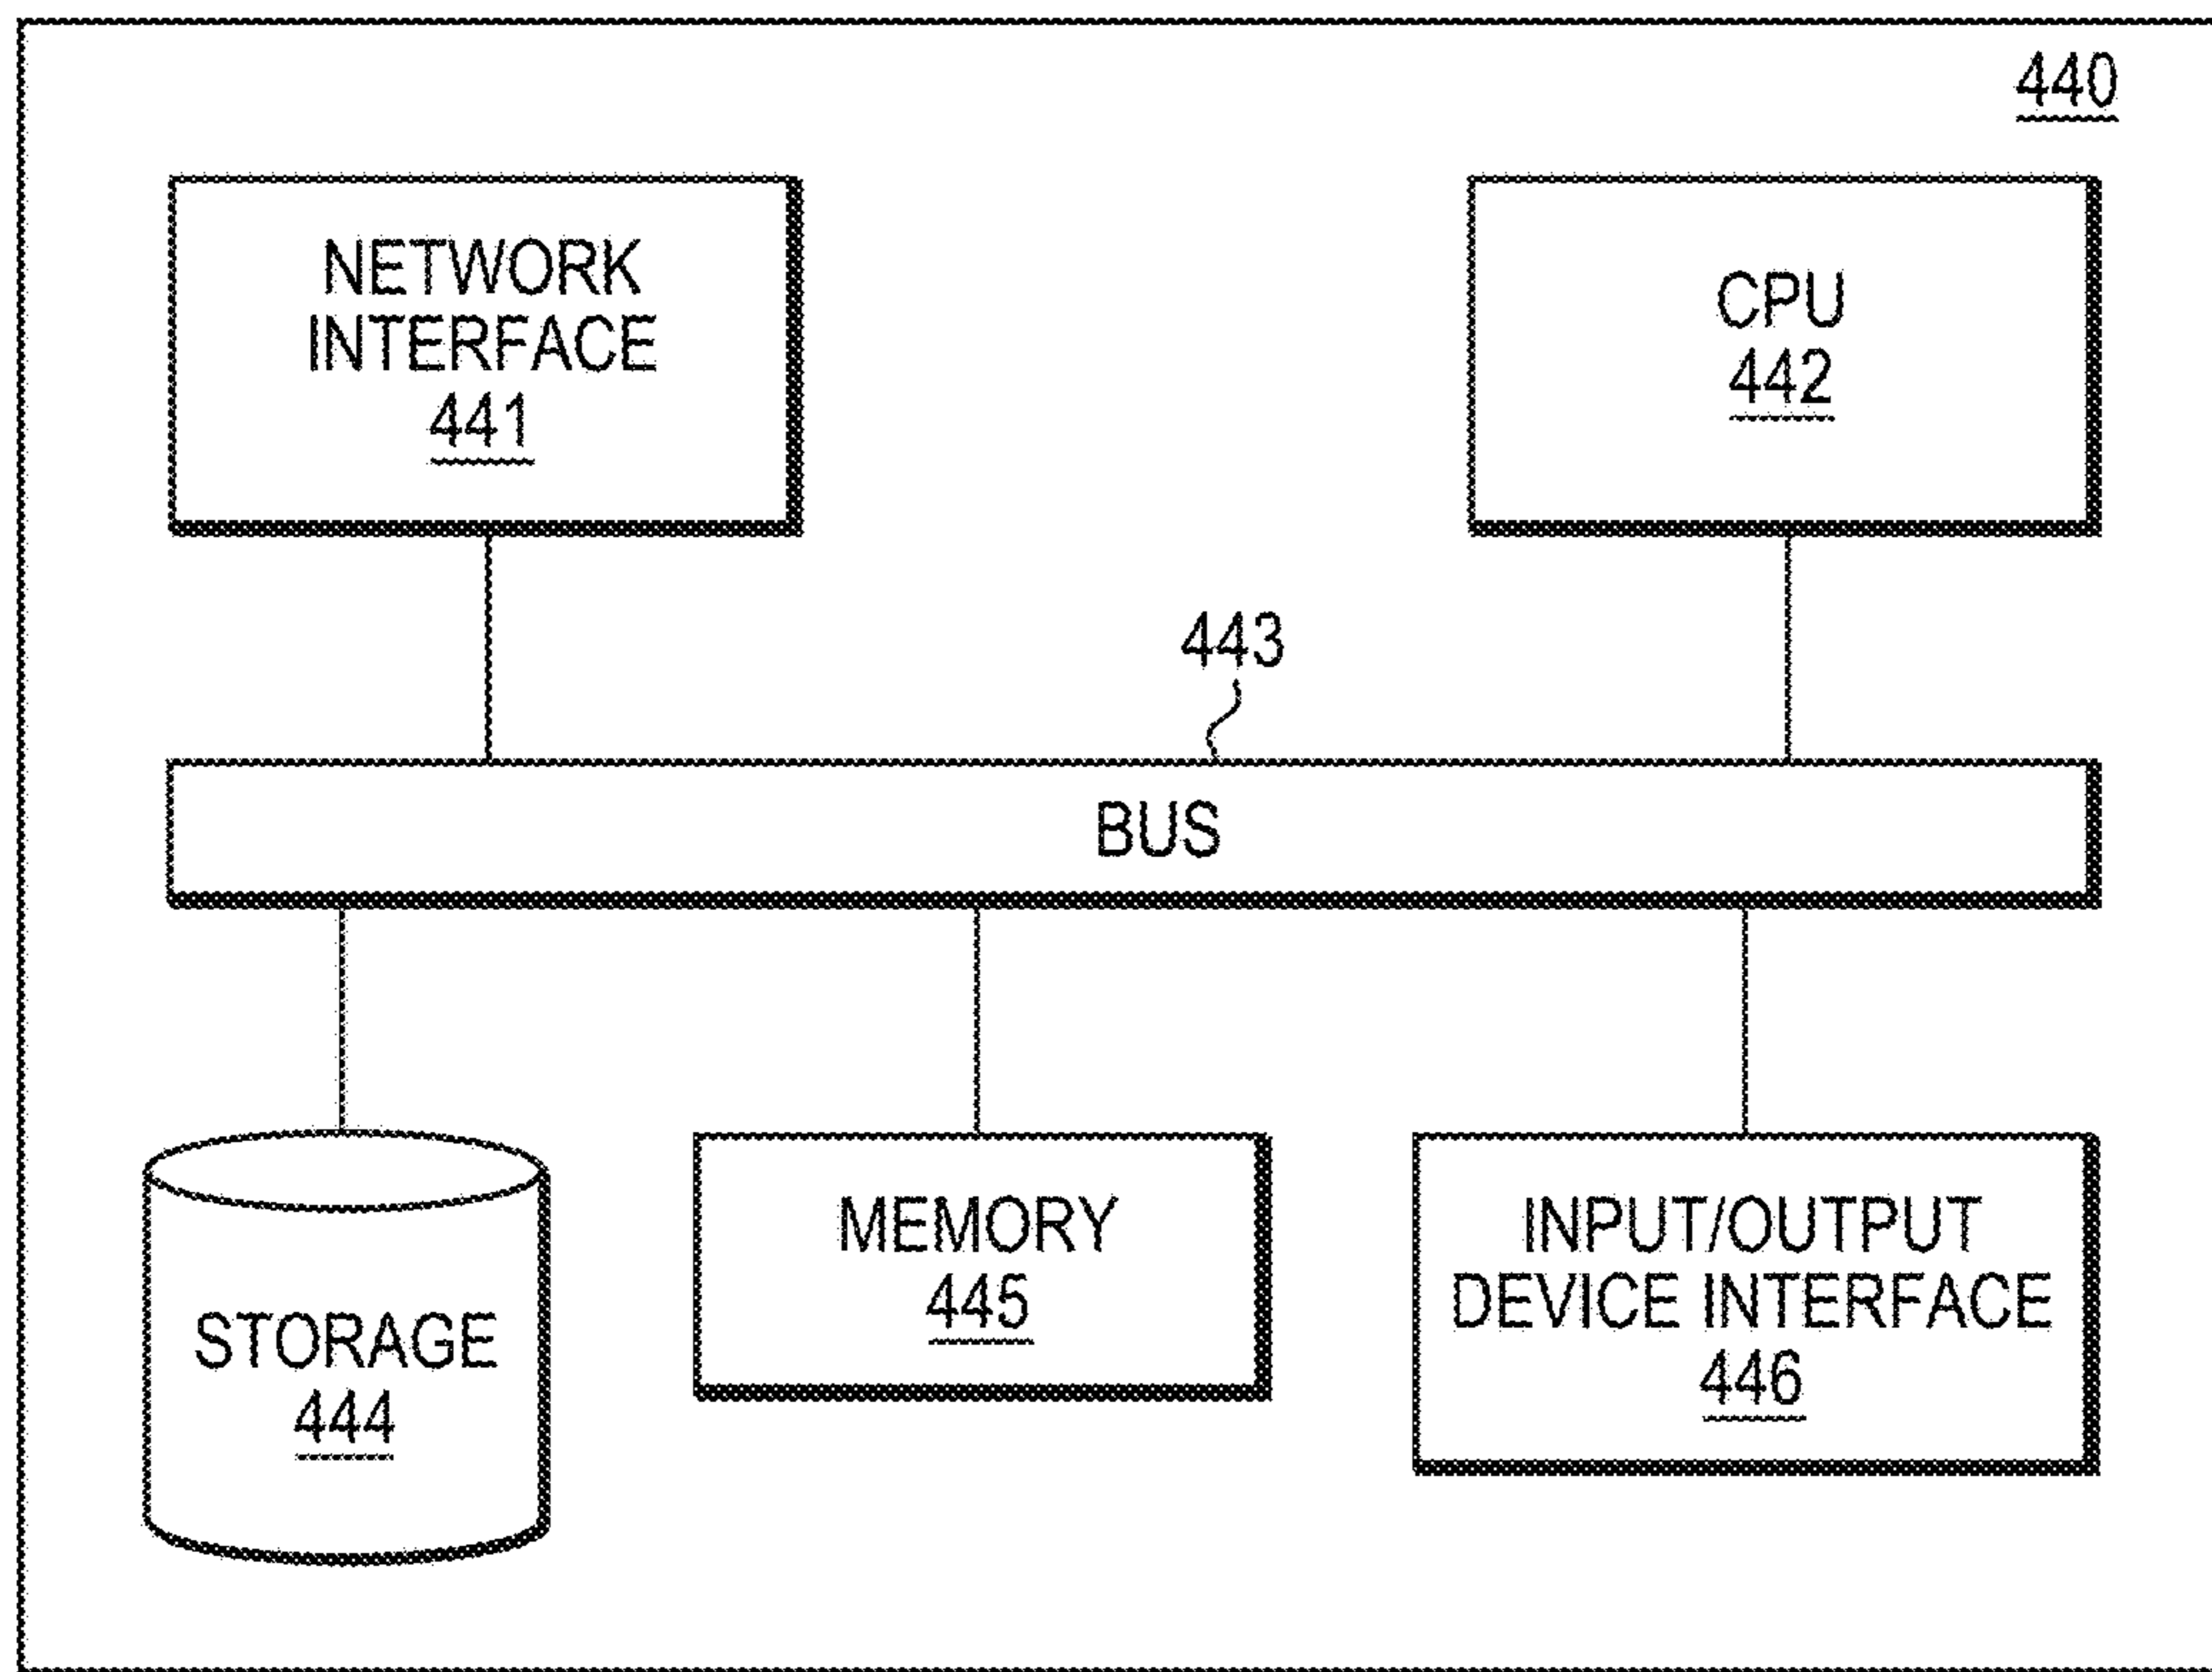 440
NETWORK
INTERFACE
441
CPU
442
443
BUS
STORAGE
444
MEMORY
445
INPUT/OUTPUT
DEVICE INTERFACE
446